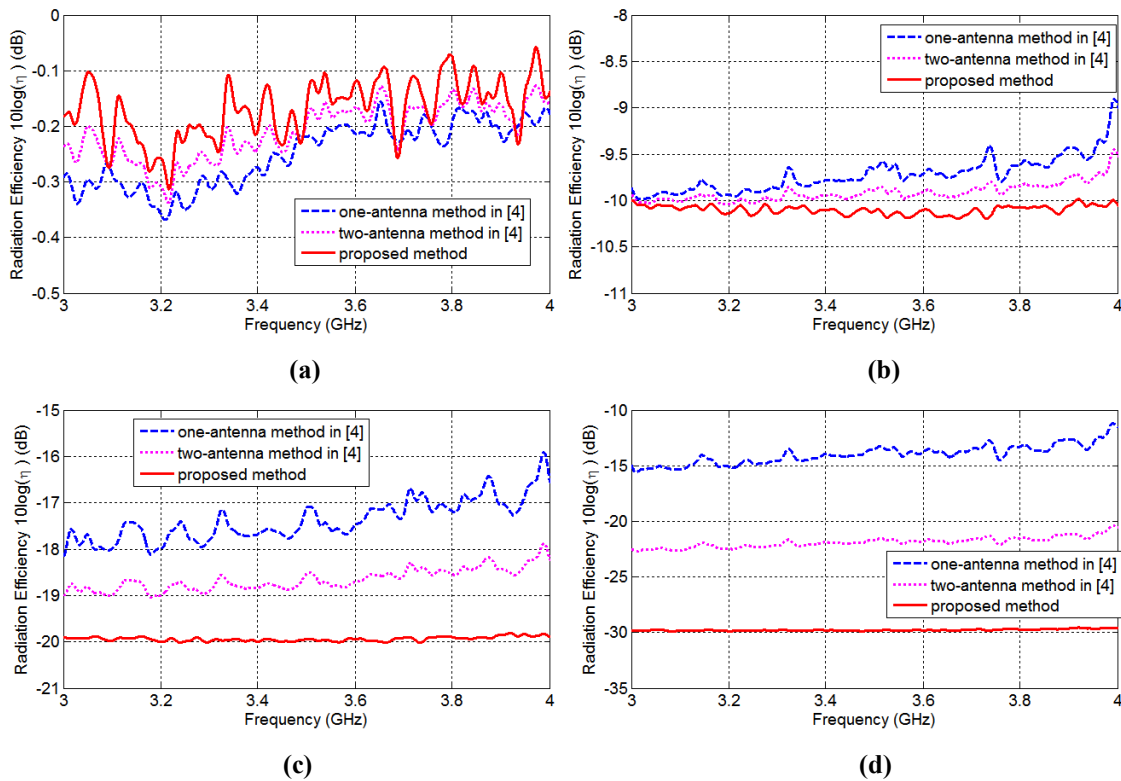 Radiation Efficiency 10log(η ) (dB)
0
-0.1
-0.2
-0.3
-0.4
-0.5
one-antenna method in [4]
two-antenna method in [4]
proposed method
3
3.2
3.4
3.6
3.8
4
Frequency (GHz)
(a)
Radiation Efficiency 10log(η ) (dB)
-8
-8.5
-9
-9.5
-10
-10.5
-11
one-antenna method in [4]
two-antenna method in [4]
proposed method
3
3.2
3.4
3.6
3.8
4
Frequency (GHz)
(b)
Radiation Efficiency 10log(η ) (dB)
-15
-16
-17
-18
-19
-20
-21
one-antenna method in [4]
two-antenna method in [4]
proposed method
3
3.2
3.4
3.6
3.8
4
Frequency (GHz)
(c)
Radiation Efficiency 10log(η ) (dB)
-10
-15
-20
-25
-30
-35
one-antenna method in [4]
two-antenna method in [4]
proposed method
3
3.2
3.4
3.6
3.8
4
Frequency (GHz)
(d)